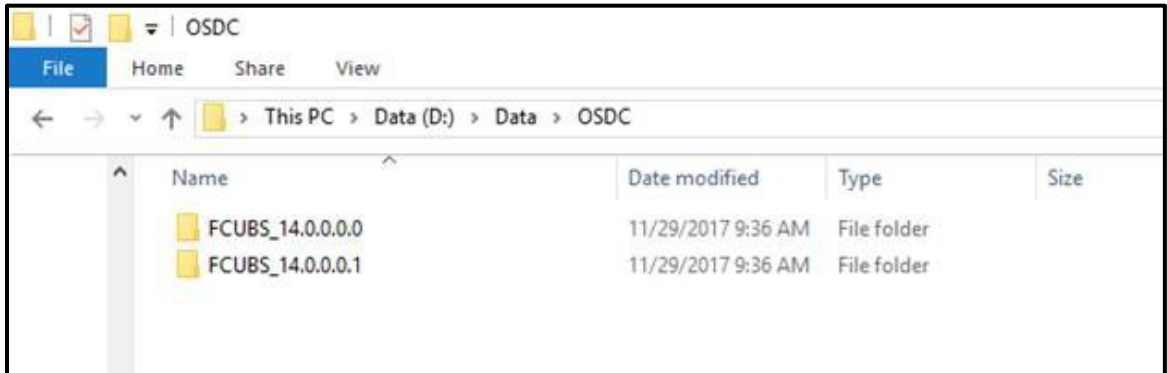 OSDC
File Home Share View
This PC > Data (D:) > Data > OSDC
Name Date modified Type Size
FCUBS_14.0.0.0.0 11/29/2017 9:36 AM File folder
FCUBS_14.0.0.0.1 11/29/2017 9:36 AM File folder